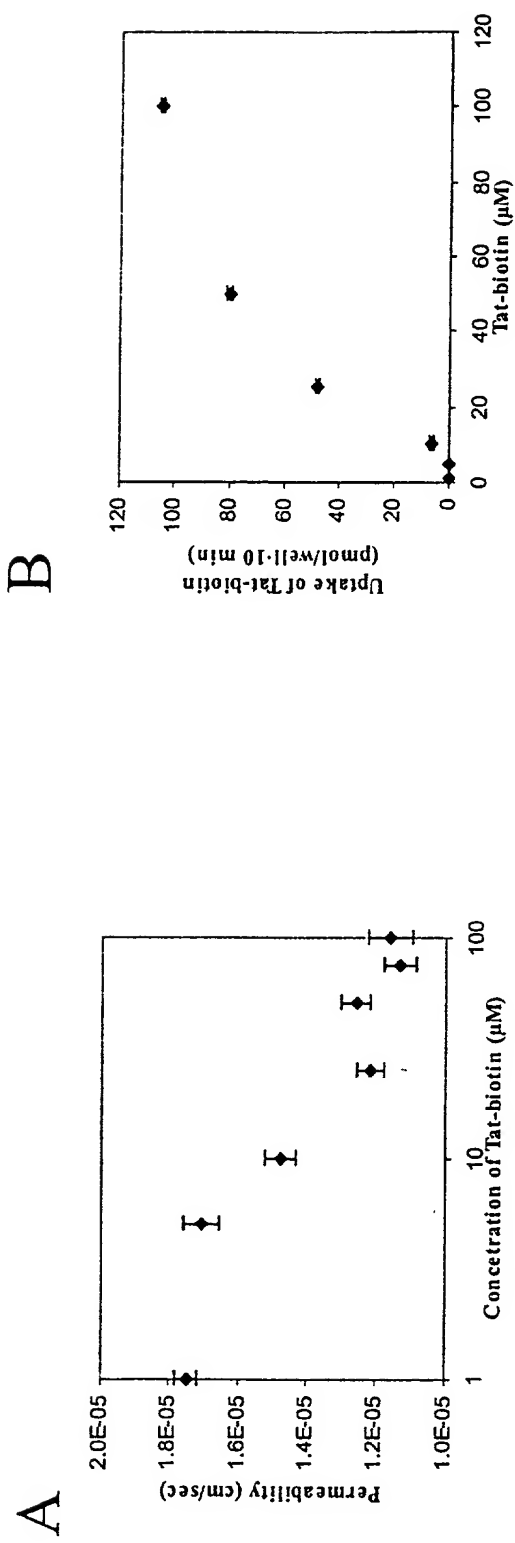 A
2.0E-05
1.8E-05
1.6E-05
1.4E-05
1.2E-05
1.0E-05
Permeability (cm/sec)
1
10
100
Concetration of Tat-biotin (µM)
B
120
100
80
60
40
20
0
Uptake of Tat-biotin
(pmol/well·10 min)
0
20
40
60
80
100
120
Tat-biotin (µM)